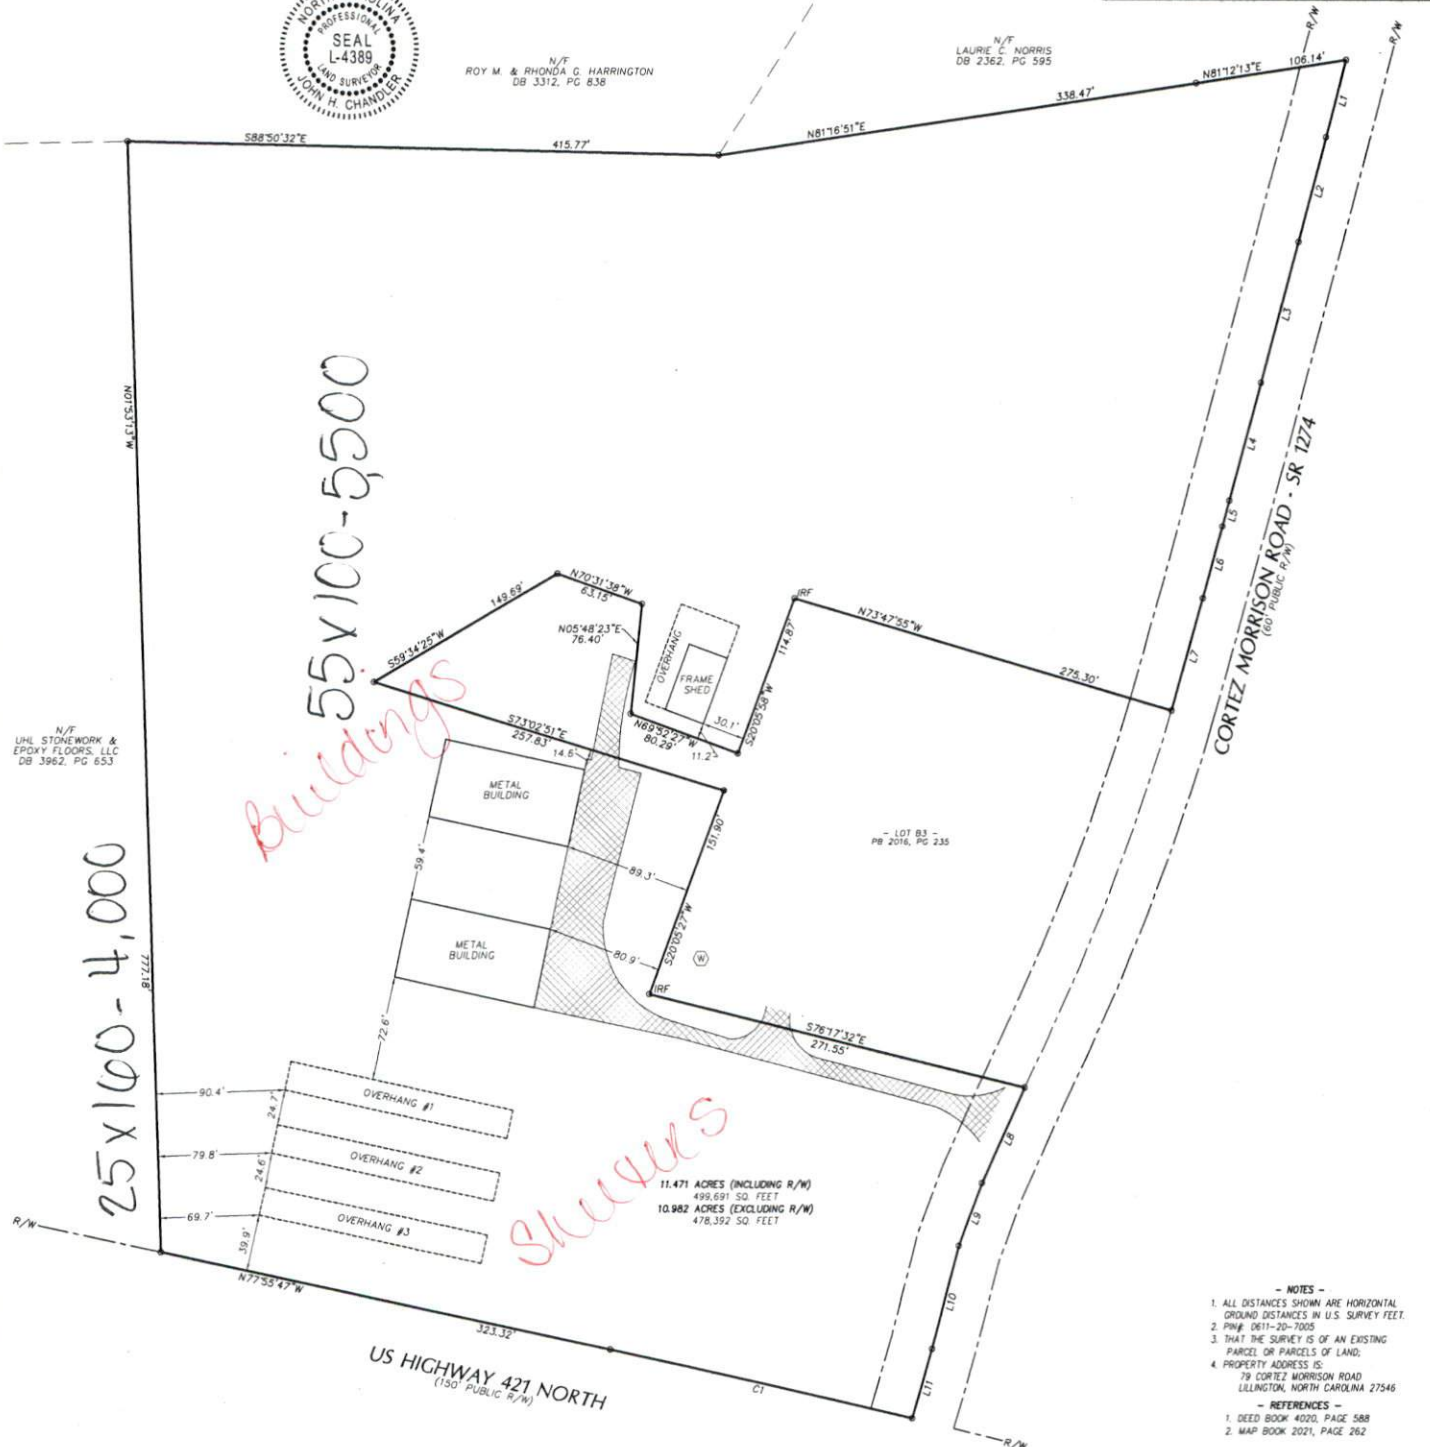 NORTH CAROLINA
PROFESSIONAL
SEAL
L-4389
LAND SURVEYOR
JOHN H. CHANDLER
N/F
ROY M. & RHONDA G. HARRINGTON
DB 3312, PG 838
N/F
LAURIE C. NORRIS
DB 2362, PG 595
R/W
R/W
N81°12'13"E 106.14'
338.47'
N81°16'51"E
S88°50'32"E 415.77'
L1
L2
L3
L4
L5
L6
L7
N01°53'13"W
777.18'
55x100-5,500
25x160-4,000
Buildings
N/F
UHL STONEWORK &
EPOXY FLOORS, LLC
DB 3962, PG 653
149.69'
S59°34'25"W
N70°31'38"W
63.15'
N05°48'23"E
76.40'
OVERHANG
FRAME
SHED
30.1'
11.2'
N69°52'27"W
80.29'
IRF
114.87'
S20°05'58"W
N73°47'55"W
275.30'
CORTEZ MORRISON ROAD - SR 1274
(60' PUBLIC R/W)
S73°02'51"E
257.83'
14.6'
METAL
BUILDING
59.4'
89.3'
151.90'
S20°05'27"W
- LOT B3 -
PB 2016, PG 235
METAL
BUILDING
80.9'
W
IRF
72.6'
S76°17'32"E
271.55'
90.4'
24.7'
OVERHANG #1
79.8'
24.6'
OVERHANG #2
69.7'
39.9'
OVERHANG #3
Shelters
11.471 ACRES (INCLUDING R/W)
499,691 SQ. FEET
10.982 ACRES (EXCLUDING R/W)
478,392 SQ. FEET
L8
L9
L10
L11
R/W
N77°55'47"W
323.32'
C1
US HIGHWAY 421 NORTH
(150' PUBLIC R/W)
R/W
- NOTES -
1. ALL DISTANCES SHOWN ARE HORIZONTAL
GROUND DISTANCES IN U.S. SURVEY FEET.
2. PIN#: 0611-20-7005
3. THAT THE SURVEY IS OF AN EXISTING
PARCEL OR PARCELS OF LAND;
4. PROPERTY ADDRESS IS:
79 CORTEZ MORRISON ROAD
LILLINGTON, NORTH CAROLINA 27546
- REFERENCES -
1. DEED BOOK 4020, PAGE 588
2. MAP BOOK 2021, PAGE 262